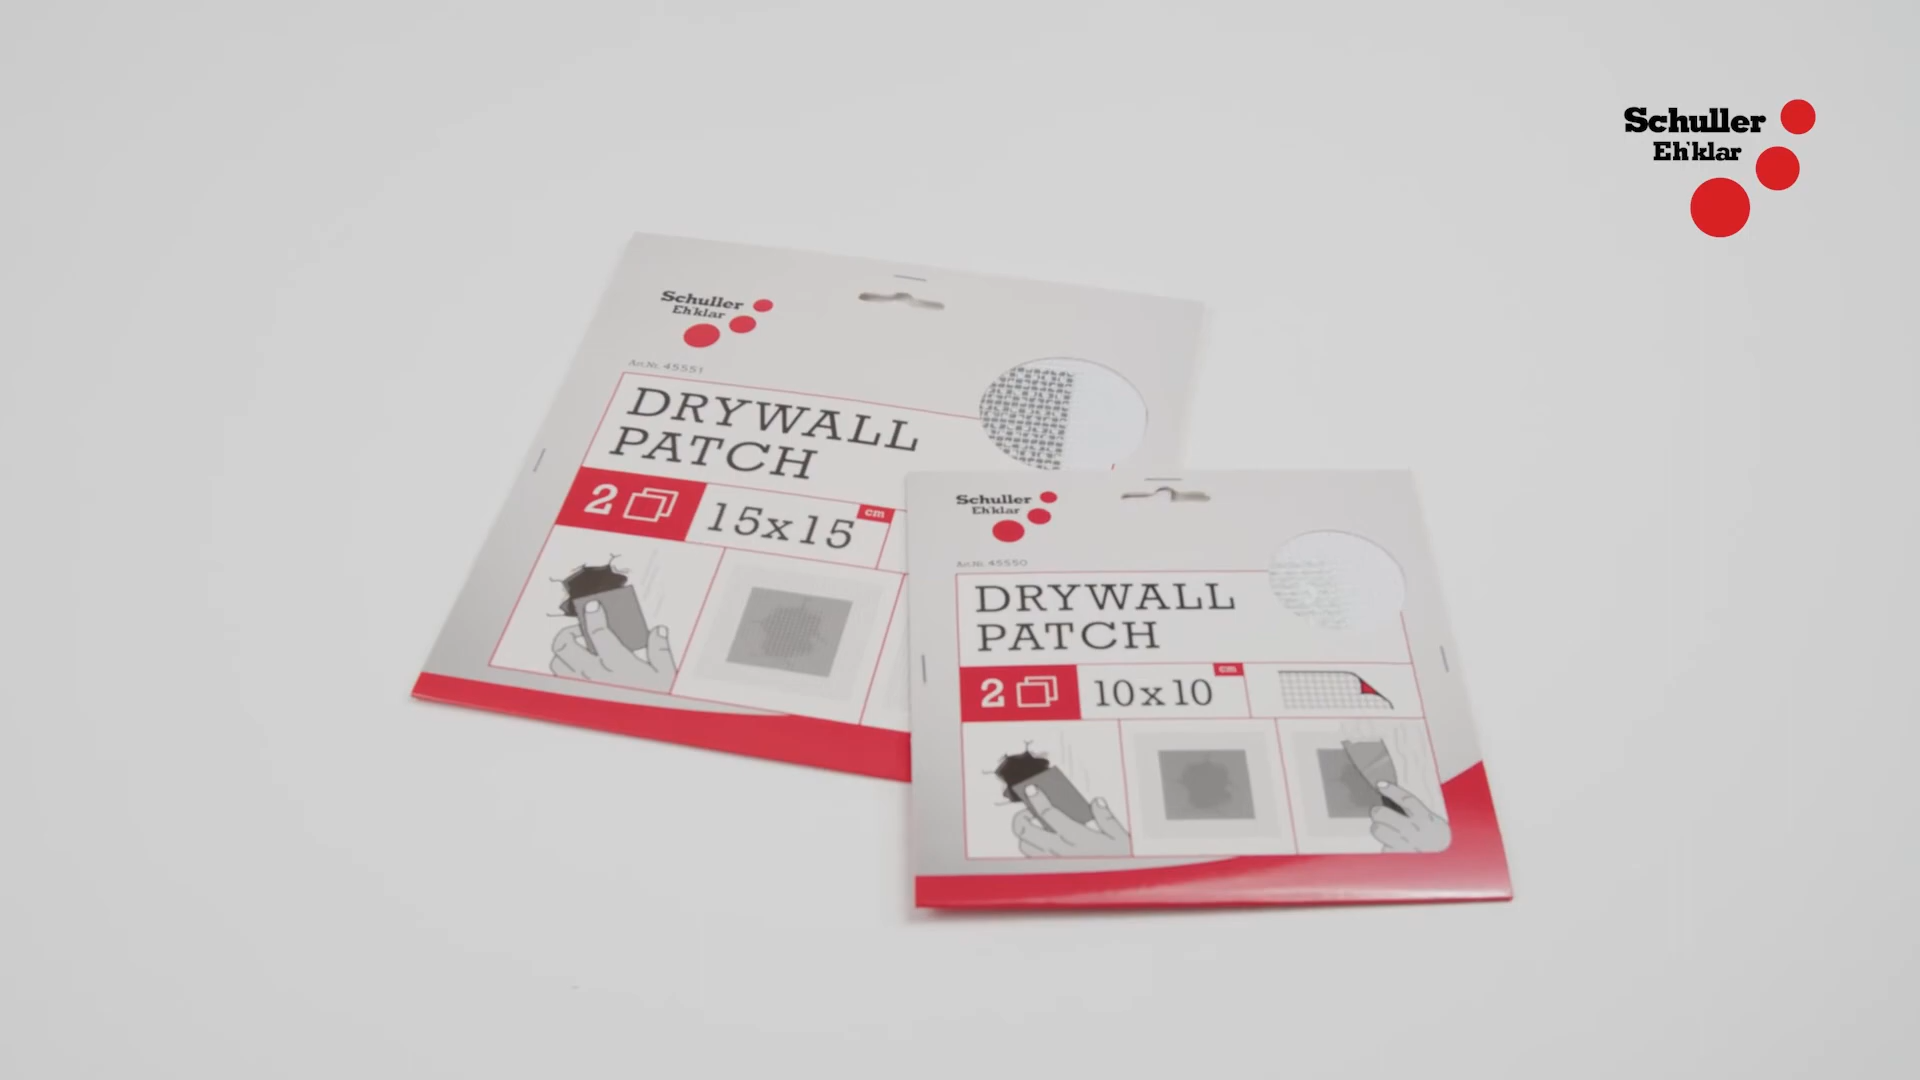 Schuller
Eh'klar
Schuller
Eh'klar
Art.Nr. 45551
DRYWALL
PATCH
2
15x15
cm
Schuller
Eh'klar
Art.Nr. 45550
DRYWALL
PATCH
2
10x10
cm